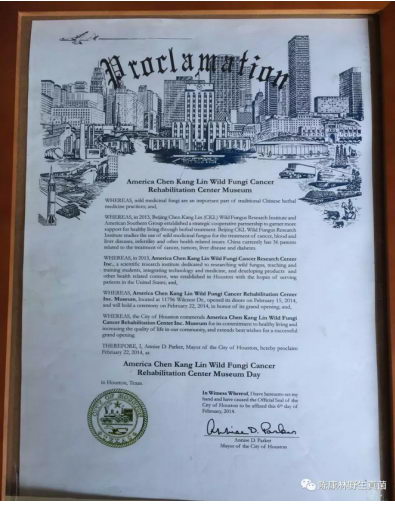 Proclamation
America Chen Kang Lin Wild Fungi Cancer
Rehabilitation Center Museum
WHEREAS, wild medicinal fungi are an important part of traditional Chinese herbal
medicine practices; and,
WHEREAS, in 2013, Beijing Chen Kang Lin (CKL) Wild Fungus Research Institute and
American Southern Group established a strategic cooperative partnership to garner more
support for healthy living through herbal treatment. Beijing CKL Wild Fungus Research
Institute studies the use of wild medicinal fungus for the treatment of cancer, blood and
liver diseases, infertility and other health related issues. China currently has 36 patents
related to the treatment of cancer, tumors, liver disease and diabetes.
WHEREAS, in 2013, America Chen Kang Lin Wild Fungi Cancer Research Center
Inc., a scientific research institute dedicated to researching wild fungus, teaching and
training students, integrating technology and medicine, and developing products and
other health related content, was established in Houston with the hopes of serving
patients in the United States; and,
WHEREAS, America Chen Kang Lin Wild Fungi Cancer Rehabilitation Center
Inc. Museum, located at 11796 Wilcrest Dr., opened its doors on February 15, 2014,
and will hold a ceremony on February 22, 2014, in honor of its grand opening; and,
WHEREAS, the City of Houston commends America Chen Kang Lin Wild Fungi
Cancer Rehabilitation Center Inc. Museum for its commitment to healthy living and
increasing the quality of life in our community, and extends best wishes for a successful
grand opening.
THEREFORE, I, Annise D. Parker, Mayor of the City of Houston, hereby proclaim
February 22, 2014, as
America Chen Kang Lin Wild Fungi Cancer
Rehabilitation Center Museum Day
in Houston, Texas.
In Witness Whereof, I have hereunto set my
hand and have caused the Official Seal of the
City of Houston to be affixed this 6th day of
February, 2014.
Annise D. Parker
Annise D. Parker
Mayor of the City of Houston
陈康林野生真菌